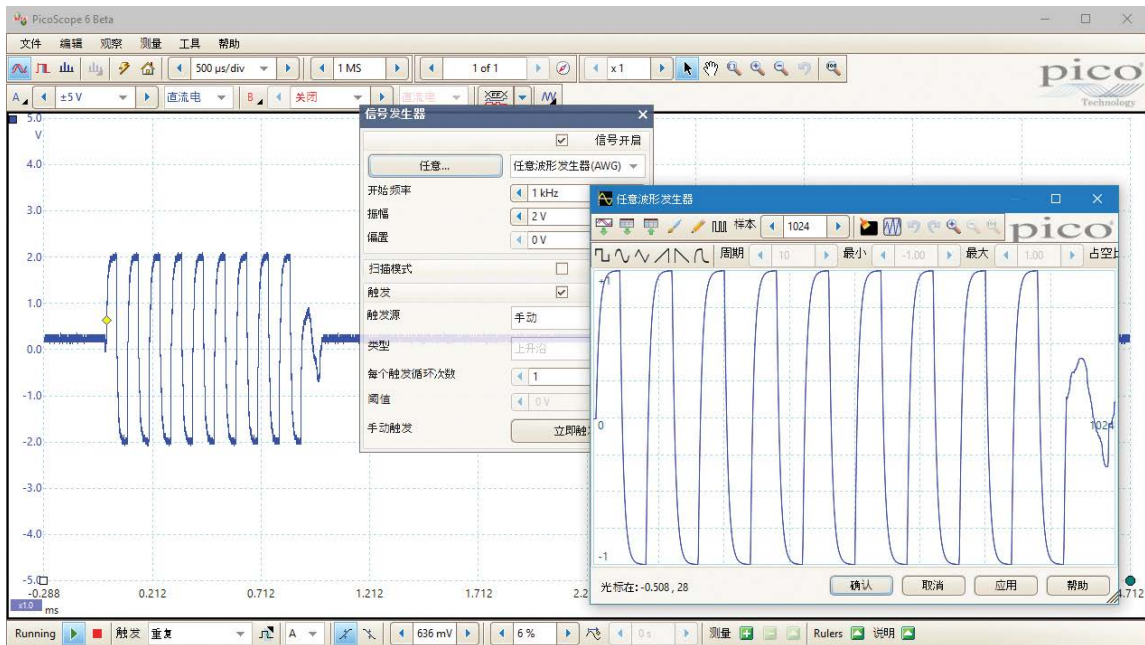 PicoScope 6 Beta
文件 编辑 观察 测量 工具 帮助
500 µs/div 1 MS 1 of 1 x 1
pico
Technology
A ±5 V 直流电 B 关闭 直流电
信号发生器
信号开启
任意... 任意波形发生器(AWG)
开始频率 1 kHz
振幅 2 V
偏置 0 V
扫描模式
触发
触发源 手动
类型 上升沿
每个触发循环次数 1
阈值 0 V
手动触发 立即触
任意波形发生器
样本 1024
pico
周期 10 最小 -1.00 最大 1.00 占空比
+1
0
1024
-1
光标在: -0.508 , 28 确认 取消 应用 帮助
5.0
V
4.0
3.0
2.0
1.0
0.0
-1.0
-2.0
-3.0
-4.0
-5.0
-0.288 0.212 0.712 1.212 1.712 2.2 4.712
x1.0 ms
Running 触发 重复 A 636 mV 6 % 0 s 测量 Rulers 说明